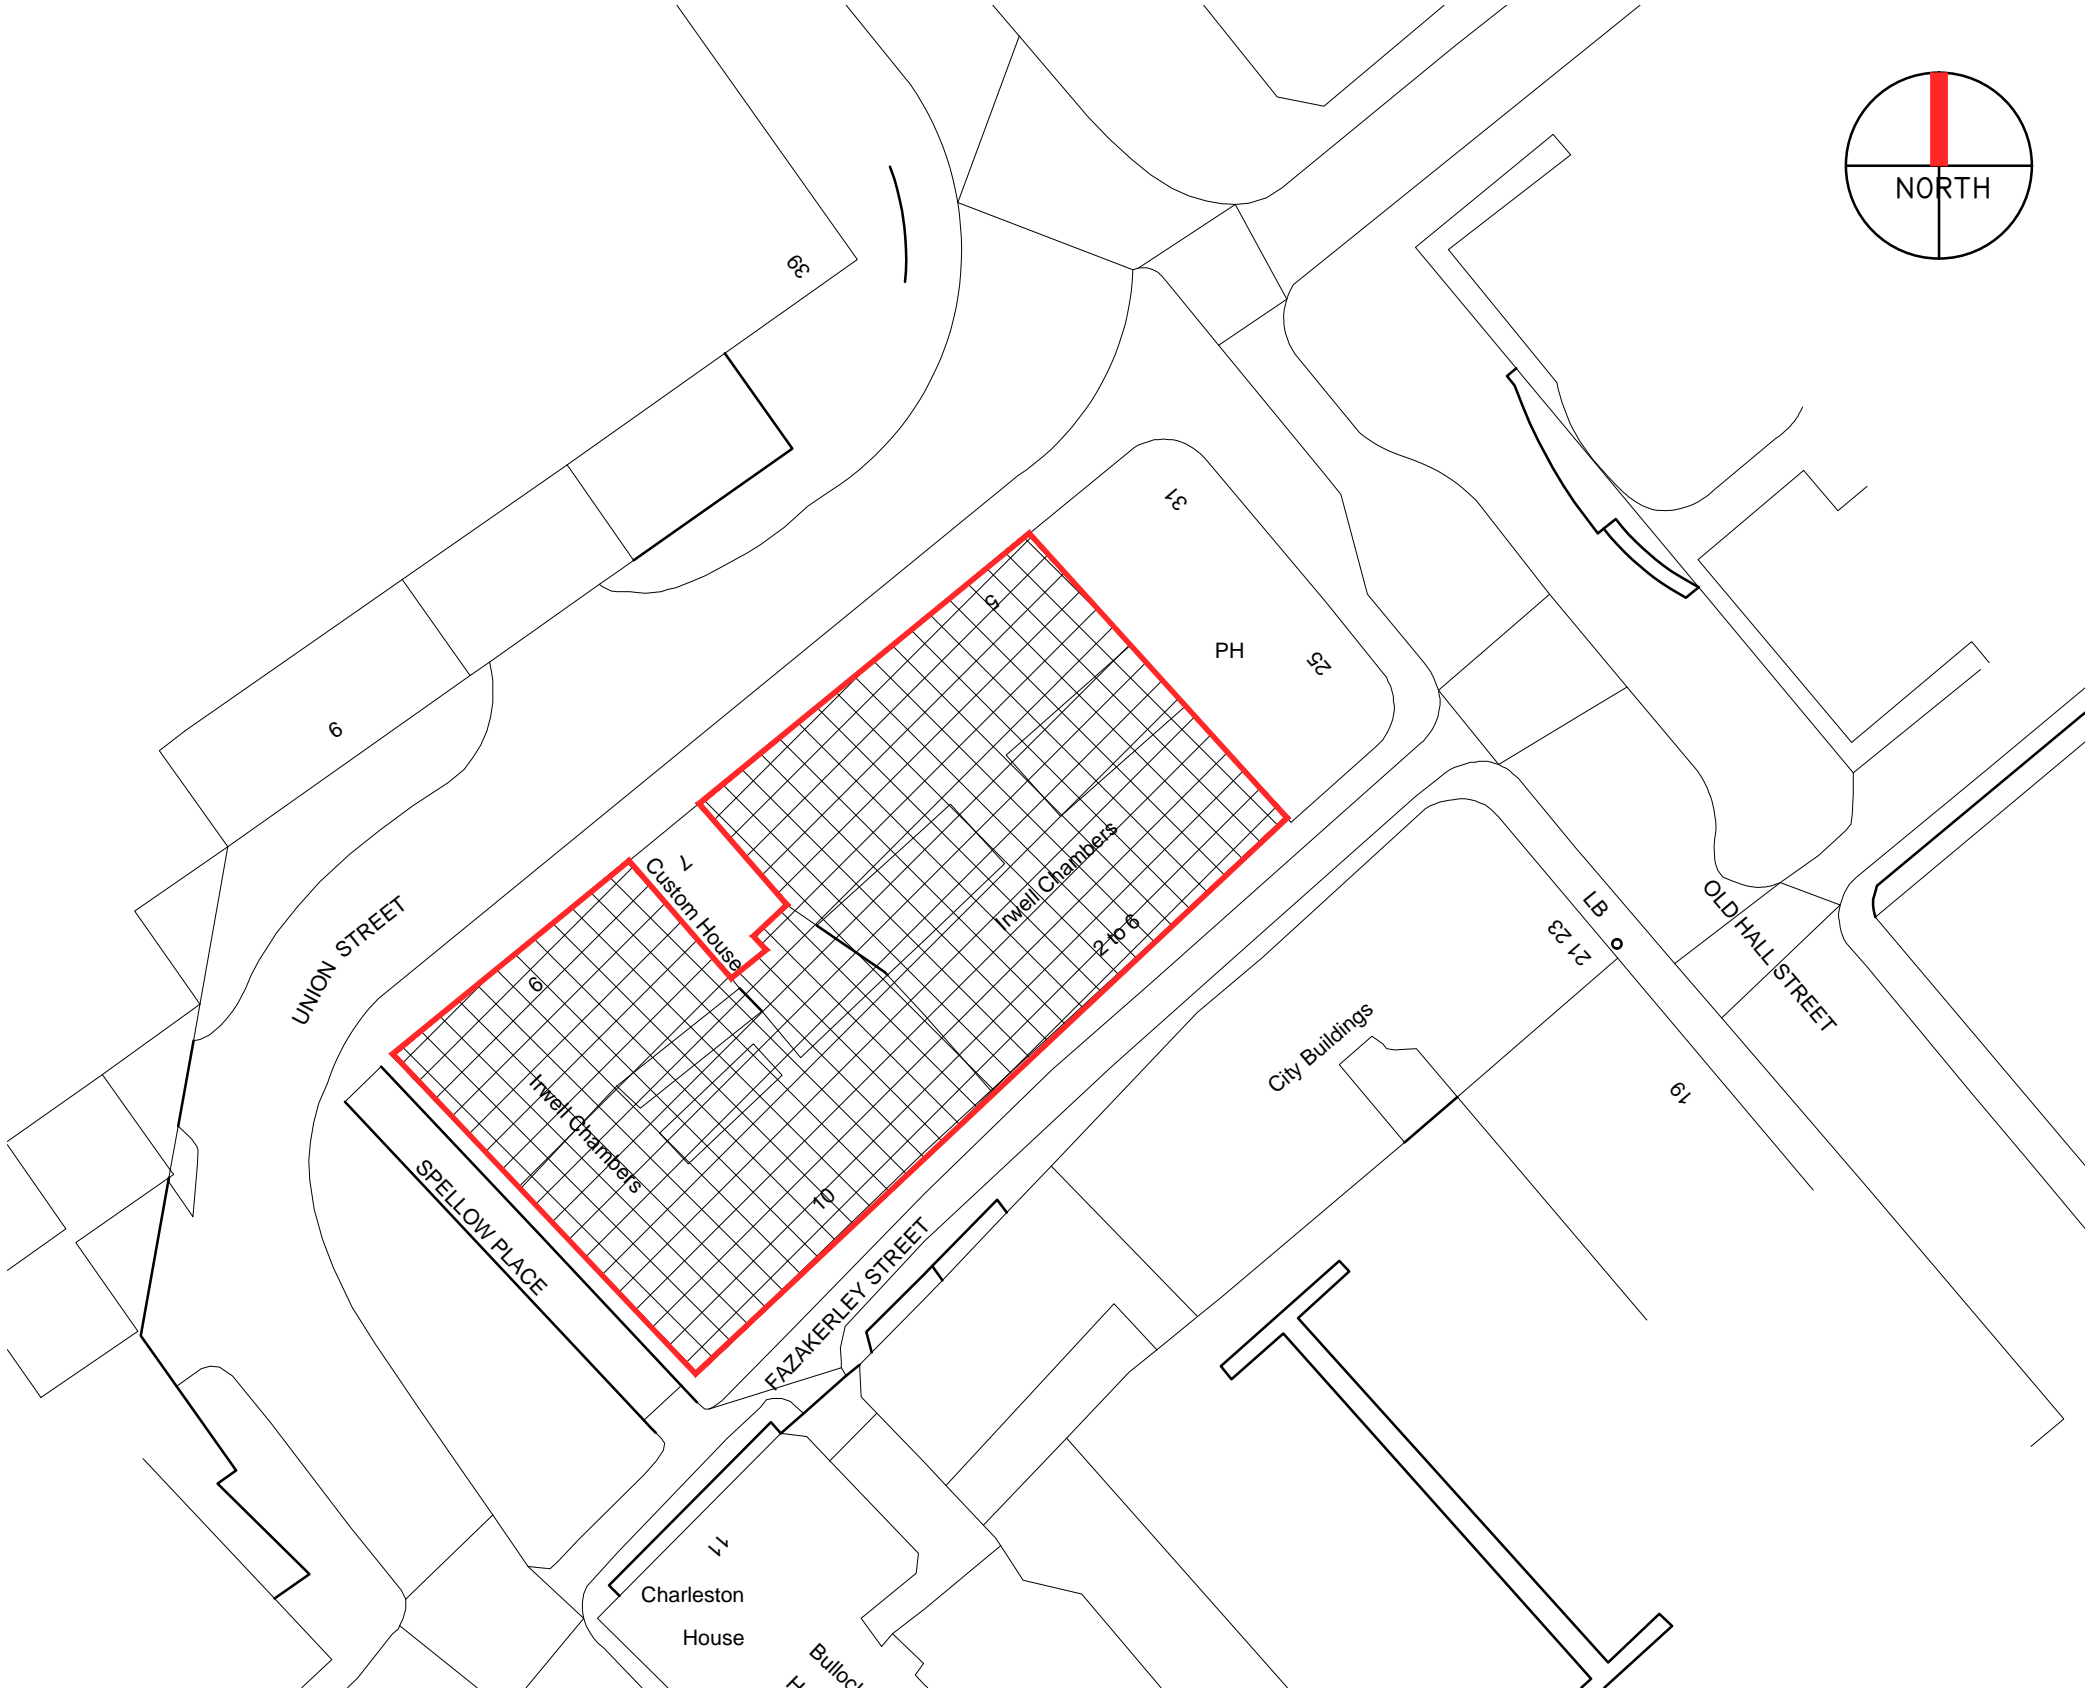 NORTH
39
31
5
PH
25
9
7
Custom House
Irwell Chambers
2 to 6
LB
21 23
OLD HALL STREET
UNION STREET
9
City Buildings
19
Irwell Chambers
SPELLOW PLACE
10
FAZAKERLEY STREET
11
Charleston
House